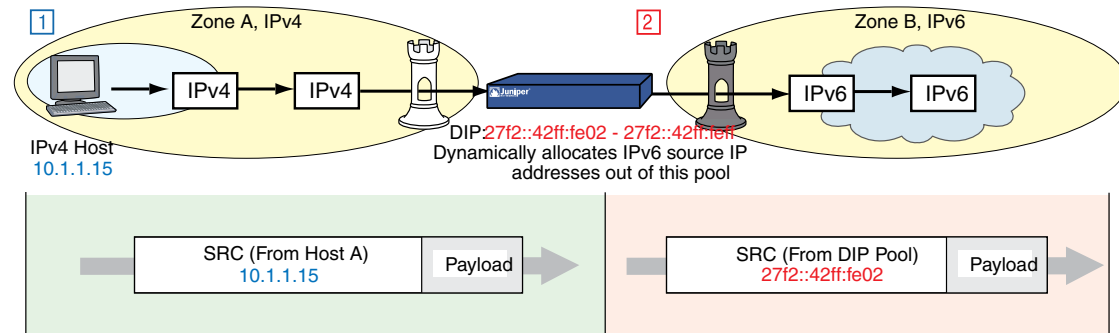 1
Zone A, IPv4
2
Zone B, IPv6
IPv4
IPv4
Juniper
IPv6
IPv6
IPv4 Host
10.1.1.15
DIP:27f2::42ff:fe02 - 27f2::42ff:feff
Dynamically allocates IPv6 source IP
addresses out of this pool
SRC (From Host A)
10.1.1.15
Payload
SRC (From DIP Pool)
27f2::42ff:fe02
Payload